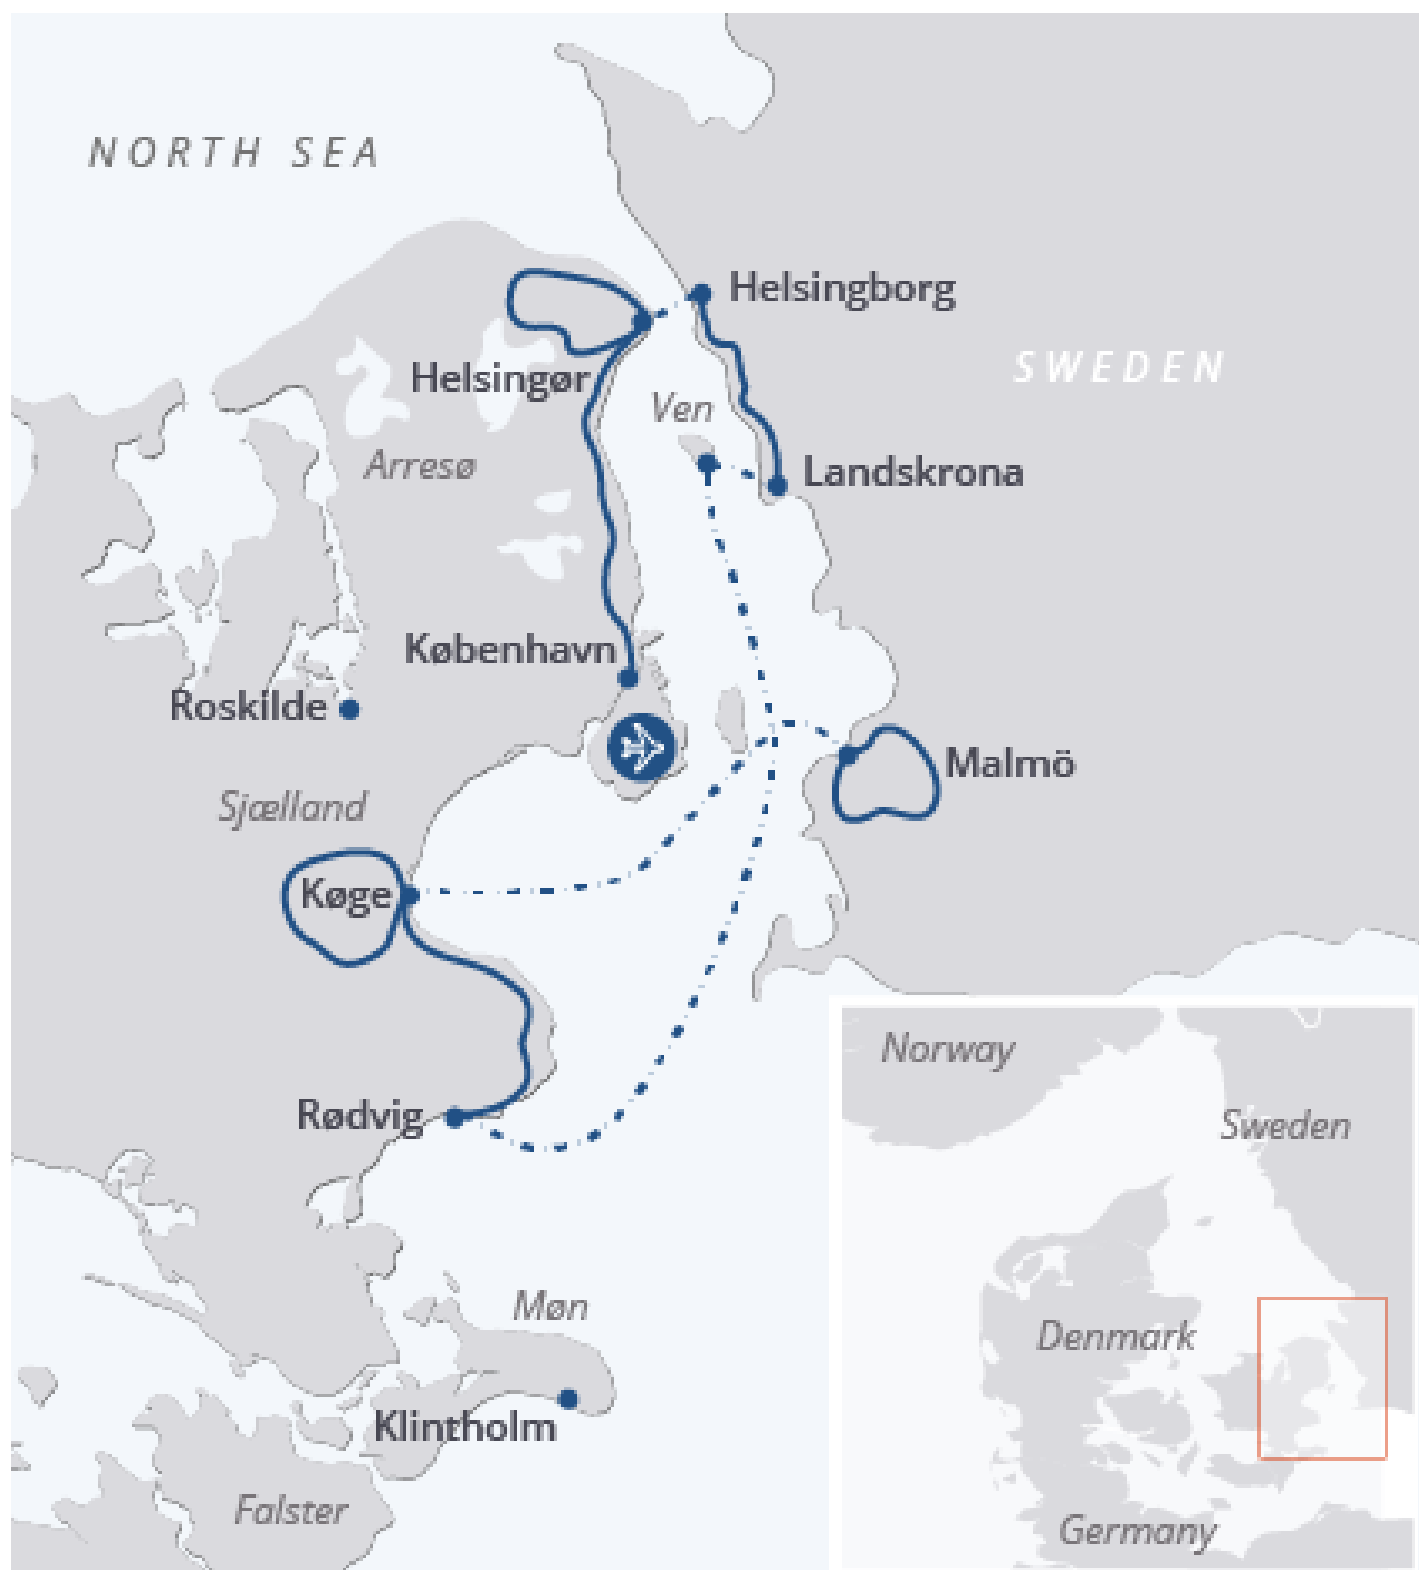 NORTH SEA
Helsingborg
SWEDEN
Helsingør
Ven
Arresø
Landskrona
København
Roskilde
Malmö
Sjælland
Køge
Norway
Rødvig
Sweden
Møn
Denmark
Klintholm
Falster
Germany